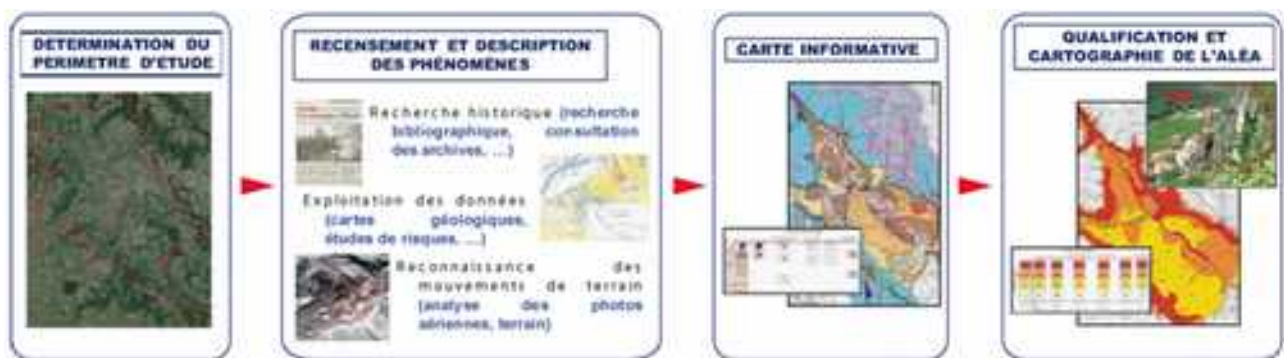 DETERMINATION DU
PERIMETRE D'ETUDE
RECENSEMENT ET DESCRIPTION
DES PHÉNOMÈNES
Recherche historique (recherche
bibliographique, consultation
des archives, ...)
Exploitation des données
(cartes géologiques,
études de risques, ...)
Reconnaissance des
mouvements de terrain
(analyse des photos
aériennes, terrain)
CARTE INFORMATIVE
QUALIFICATION ET
CARTOGRAPHIE DE L'ALÉA